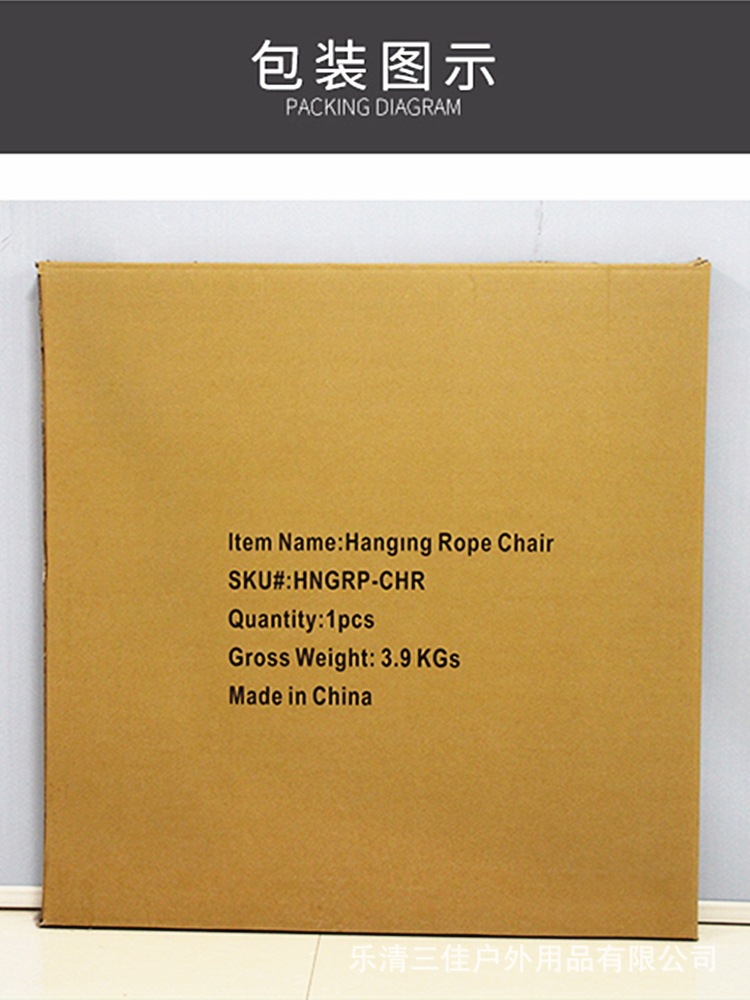 包装图示
PACKING DIAGRAM
Item Name:Hanging Rope Chair
SKU#:HNGRP-CHR
Quantity:1pcs
Gross Weight: 3.9 KGs
Made in China
乐清三佳户外用品有限公司